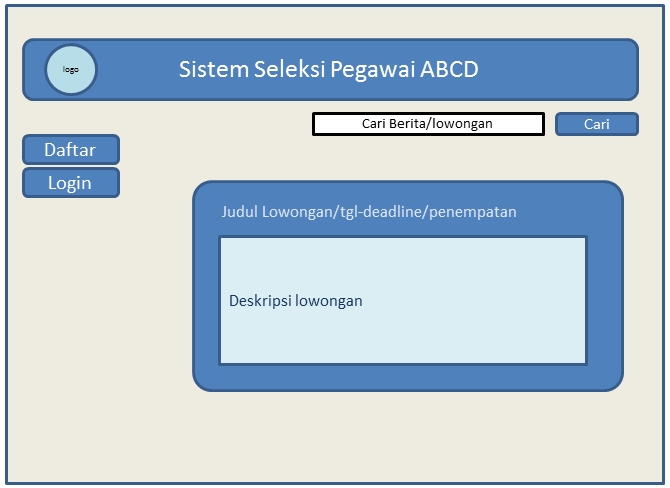 logo
Sistem Seleksi Pegawai ABCD
Cari Berita/lowongan
Cari
Daftar
Login
Judul Lowongan/tgl-deadline/penempatan
Deskripsi lowongan